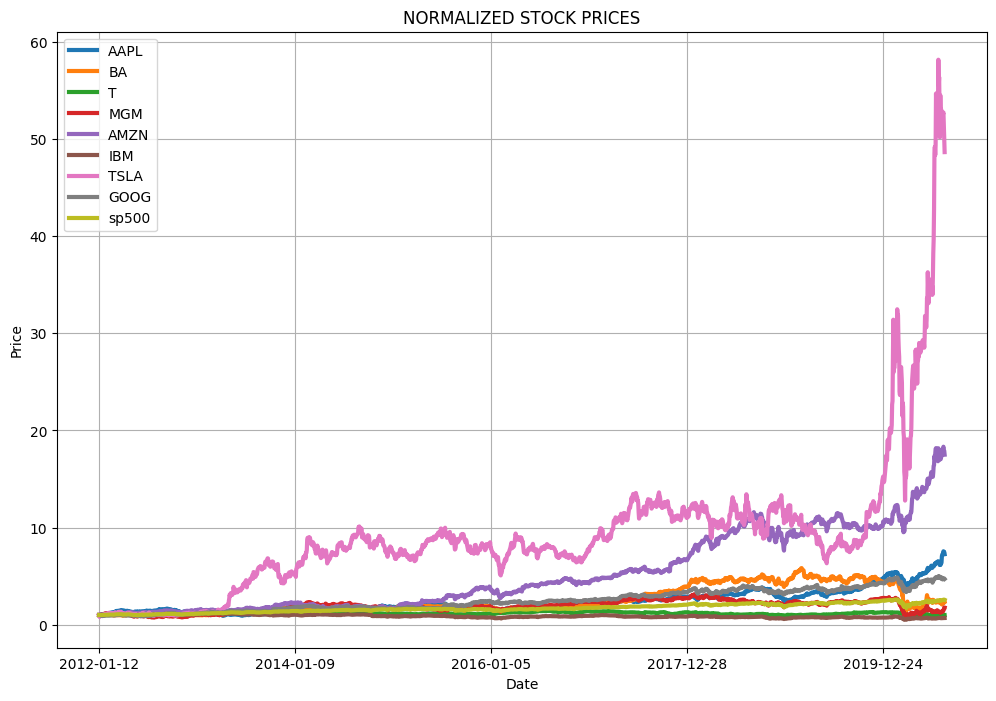 NORMALIZED STOCK PRICES
AAPL
BA
T
MGM
AMZN
IBM
TSLA
GOOG
sp500
60
50
40
30
20
10
0
Price
2012-01-12 2014-01-09 2016-01-05 2017-12-28 2019-12-24
Date